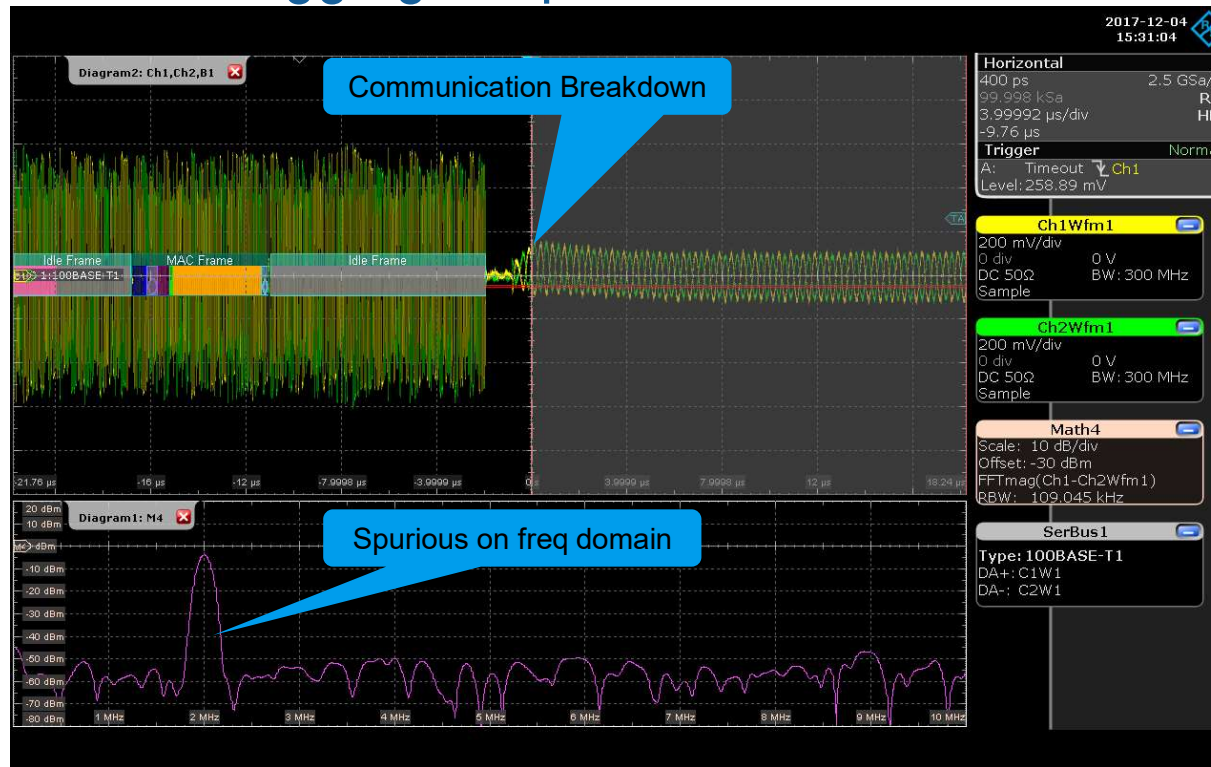 2017-12-04
15:31:04
Diagram2: Ch1,Ch2,B1
Communication Breakdown
Idle Frame
MAC Frame
Idle Frame
1:100BASE-T1
TA
-21.76 µs
-16 µs
-12 µs
-7.9998 µs
-3.9999 µs
0 s
3.9999 µs
7.9998 µs
12 µs
18.24 µs
Diagram1: M4
Spurious on freq domain
20 dBm
10 dBm
M4
dBm
-10 dBm
-20 dBm
-30 dBm
-40 dBm
-50 dBm
-60 dBm
-70 dBm
-80 dBm
1 MHz
2 MHz
3 MHz
4 MHz
5 MHz
6 MHz
7 MHz
8 MHz
9 MHz
10 MHz
Horizontal
400 ps 2.5 GSa/
99.998 kSa R
3.99992 µs/div H
-9.76 µs
Trigger Norma
A: Timeout Ch1
Level: 258.89 mV
Ch1Wfm1
200 mV/div
0 div 0 V
DC 50Ω BW: 300 MHz
Sample
Ch2Wfm1
200 mV/div
0 div 0 V
DC 50Ω BW: 300 MHz
Sample
Math4
Scale: 10 dB/div
Offset: -30 dBm
FFTmag(Ch1-Ch2Wfm1)
RBW: 109.045 kHz
SerBus1
Type: 100BASE-T1
DA+: C1W1
DA-: C2W1